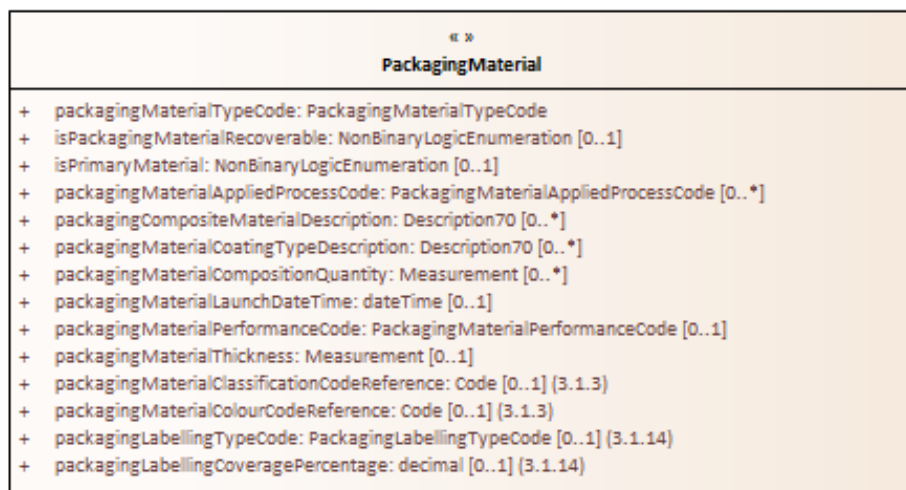 « »
PackagingMaterial
+ packagingMaterialTypeCode: PackagingMaterialTypeCode
+ isPackagingMaterialRecoverable: NonBinaryLogicEnumeration [0..1]
+ isPrimaryMaterial: NonBinaryLogicEnumeration [0..1]
+ packagingMaterialAppliedProcessCode: PackagingMaterialAppliedProcessCode [0..*]
+ packagingCompositeMaterialDescription: Description70 [0..*]
+ packagingMaterialCoatingTypeDescription: Description70 [0..*]
+ packagingMaterialCompositionQuantity: Measurement [0..*]
+ packagingMaterialLaunchDateTime: dateTime [0..1]
+ packagingMaterialPerformanceCode: PackagingMaterialPerformanceCode [0..1]
+ packagingMaterialThickness: Measurement [0..1]
+ packagingMaterialClassificationCodeReference: Code [0..1] (3.1.3)
+ packagingMaterialColourCodeReference: Code [0..1] (3.1.3)
+ packagingLabellingTypeCode: PackagingLabellingTypeCode [0..1] (3.1.14)
+ packagingLabellingCoveragePercentage: decimal [0..1] (3.1.14)